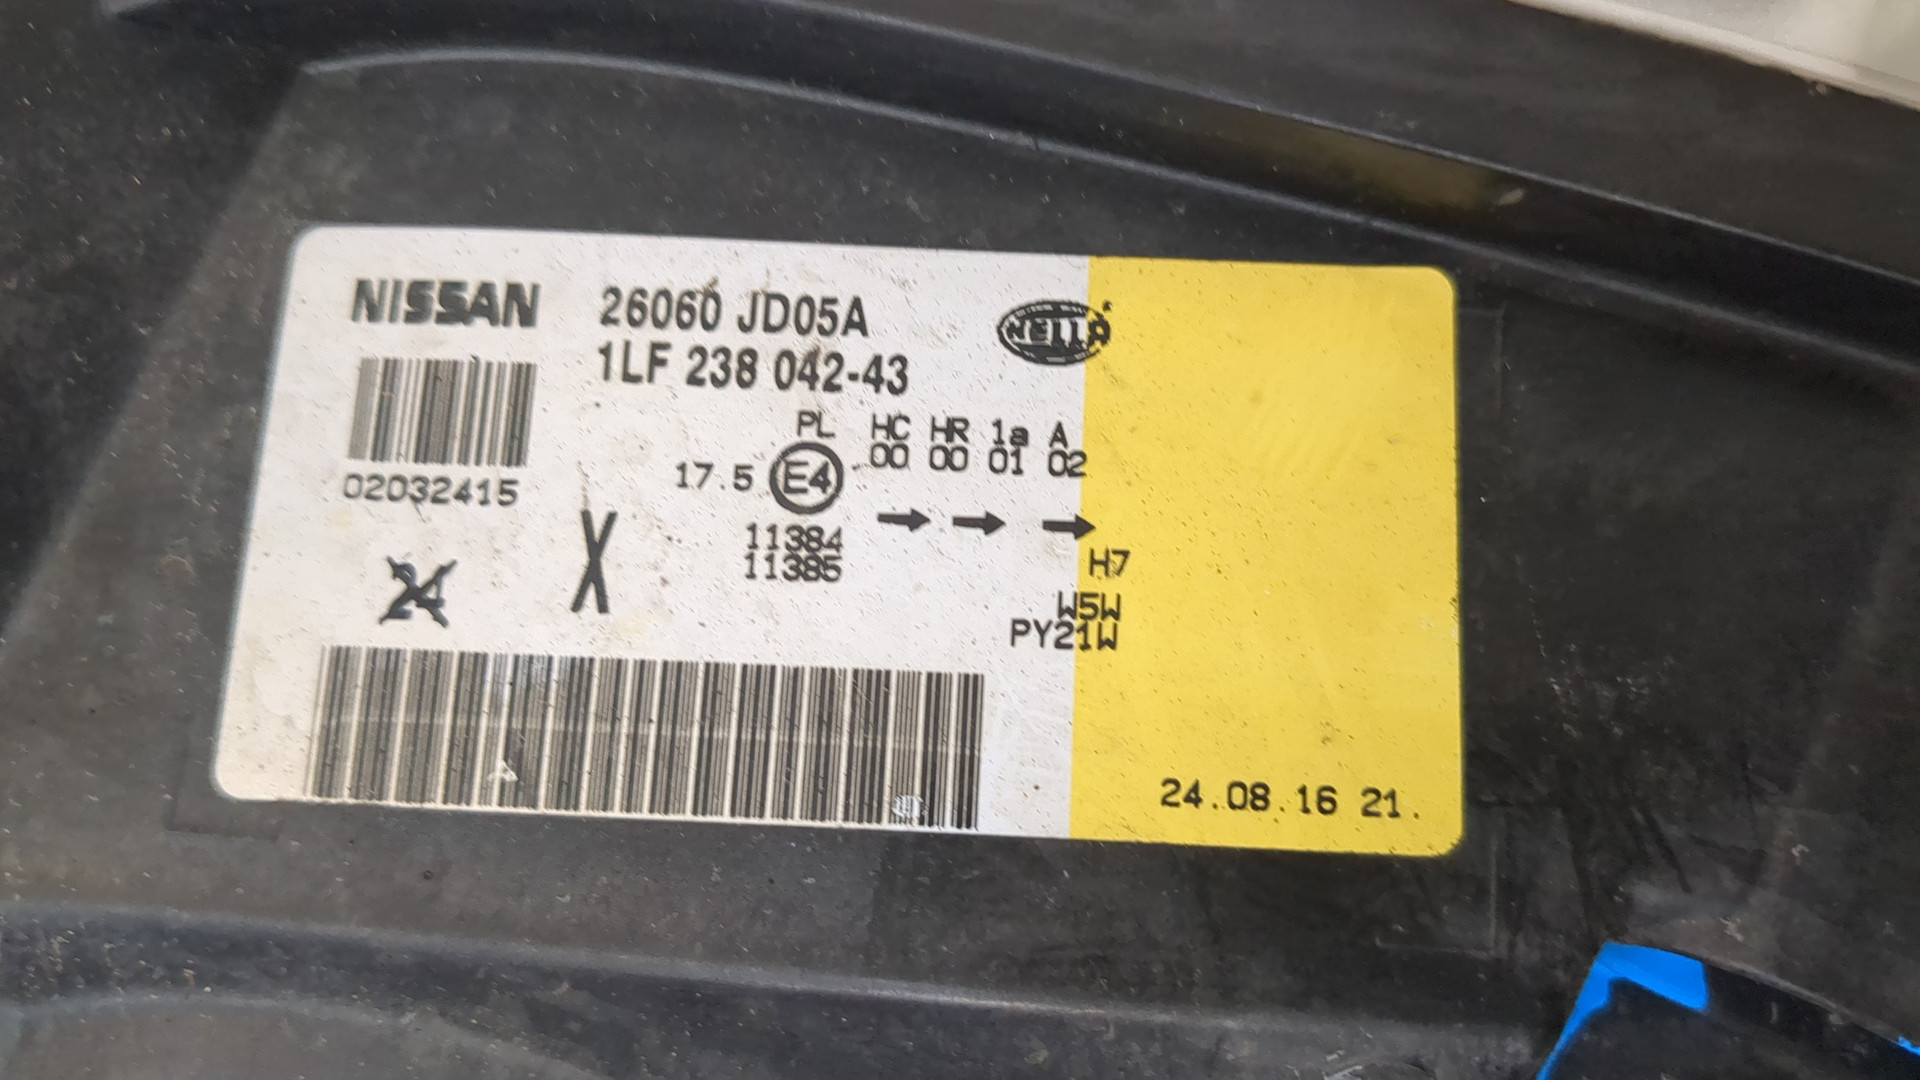 NISSAN 26060 JD05A
HELLA
1LF 238 042-43
PL HC HR 1a A
00 00 01 02
17.5 E4
02032415
11384
11385
H7
24 X
W5W
PY21W
24.08.16 21.